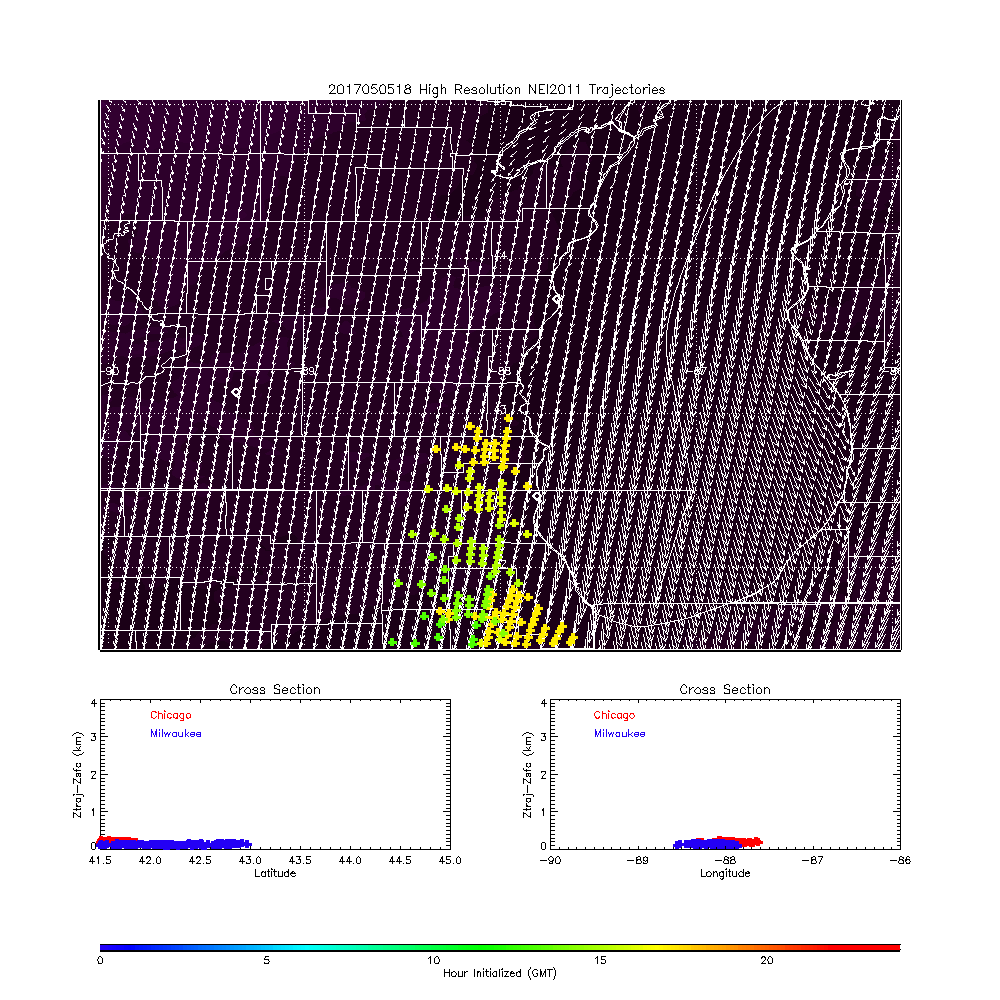 2017050518 High Resolution NEI2011 Trajectories
44
90 89 88 87
43
Cross Section Cross Section
4 4
Chicago Chicago
Milwaukee Milwaukee
3 3
Ztraj-Zsfc (km) Ztraj-Zsfc (km)
2 2
1 1
0 0
41.5 42.0 42.5 43.0 43.5 44.0 44.5 45.0 -90 -89 -88 -87 -86
Latitude Longitude
0 5 10 15 20
Hour Initialized (GMT)